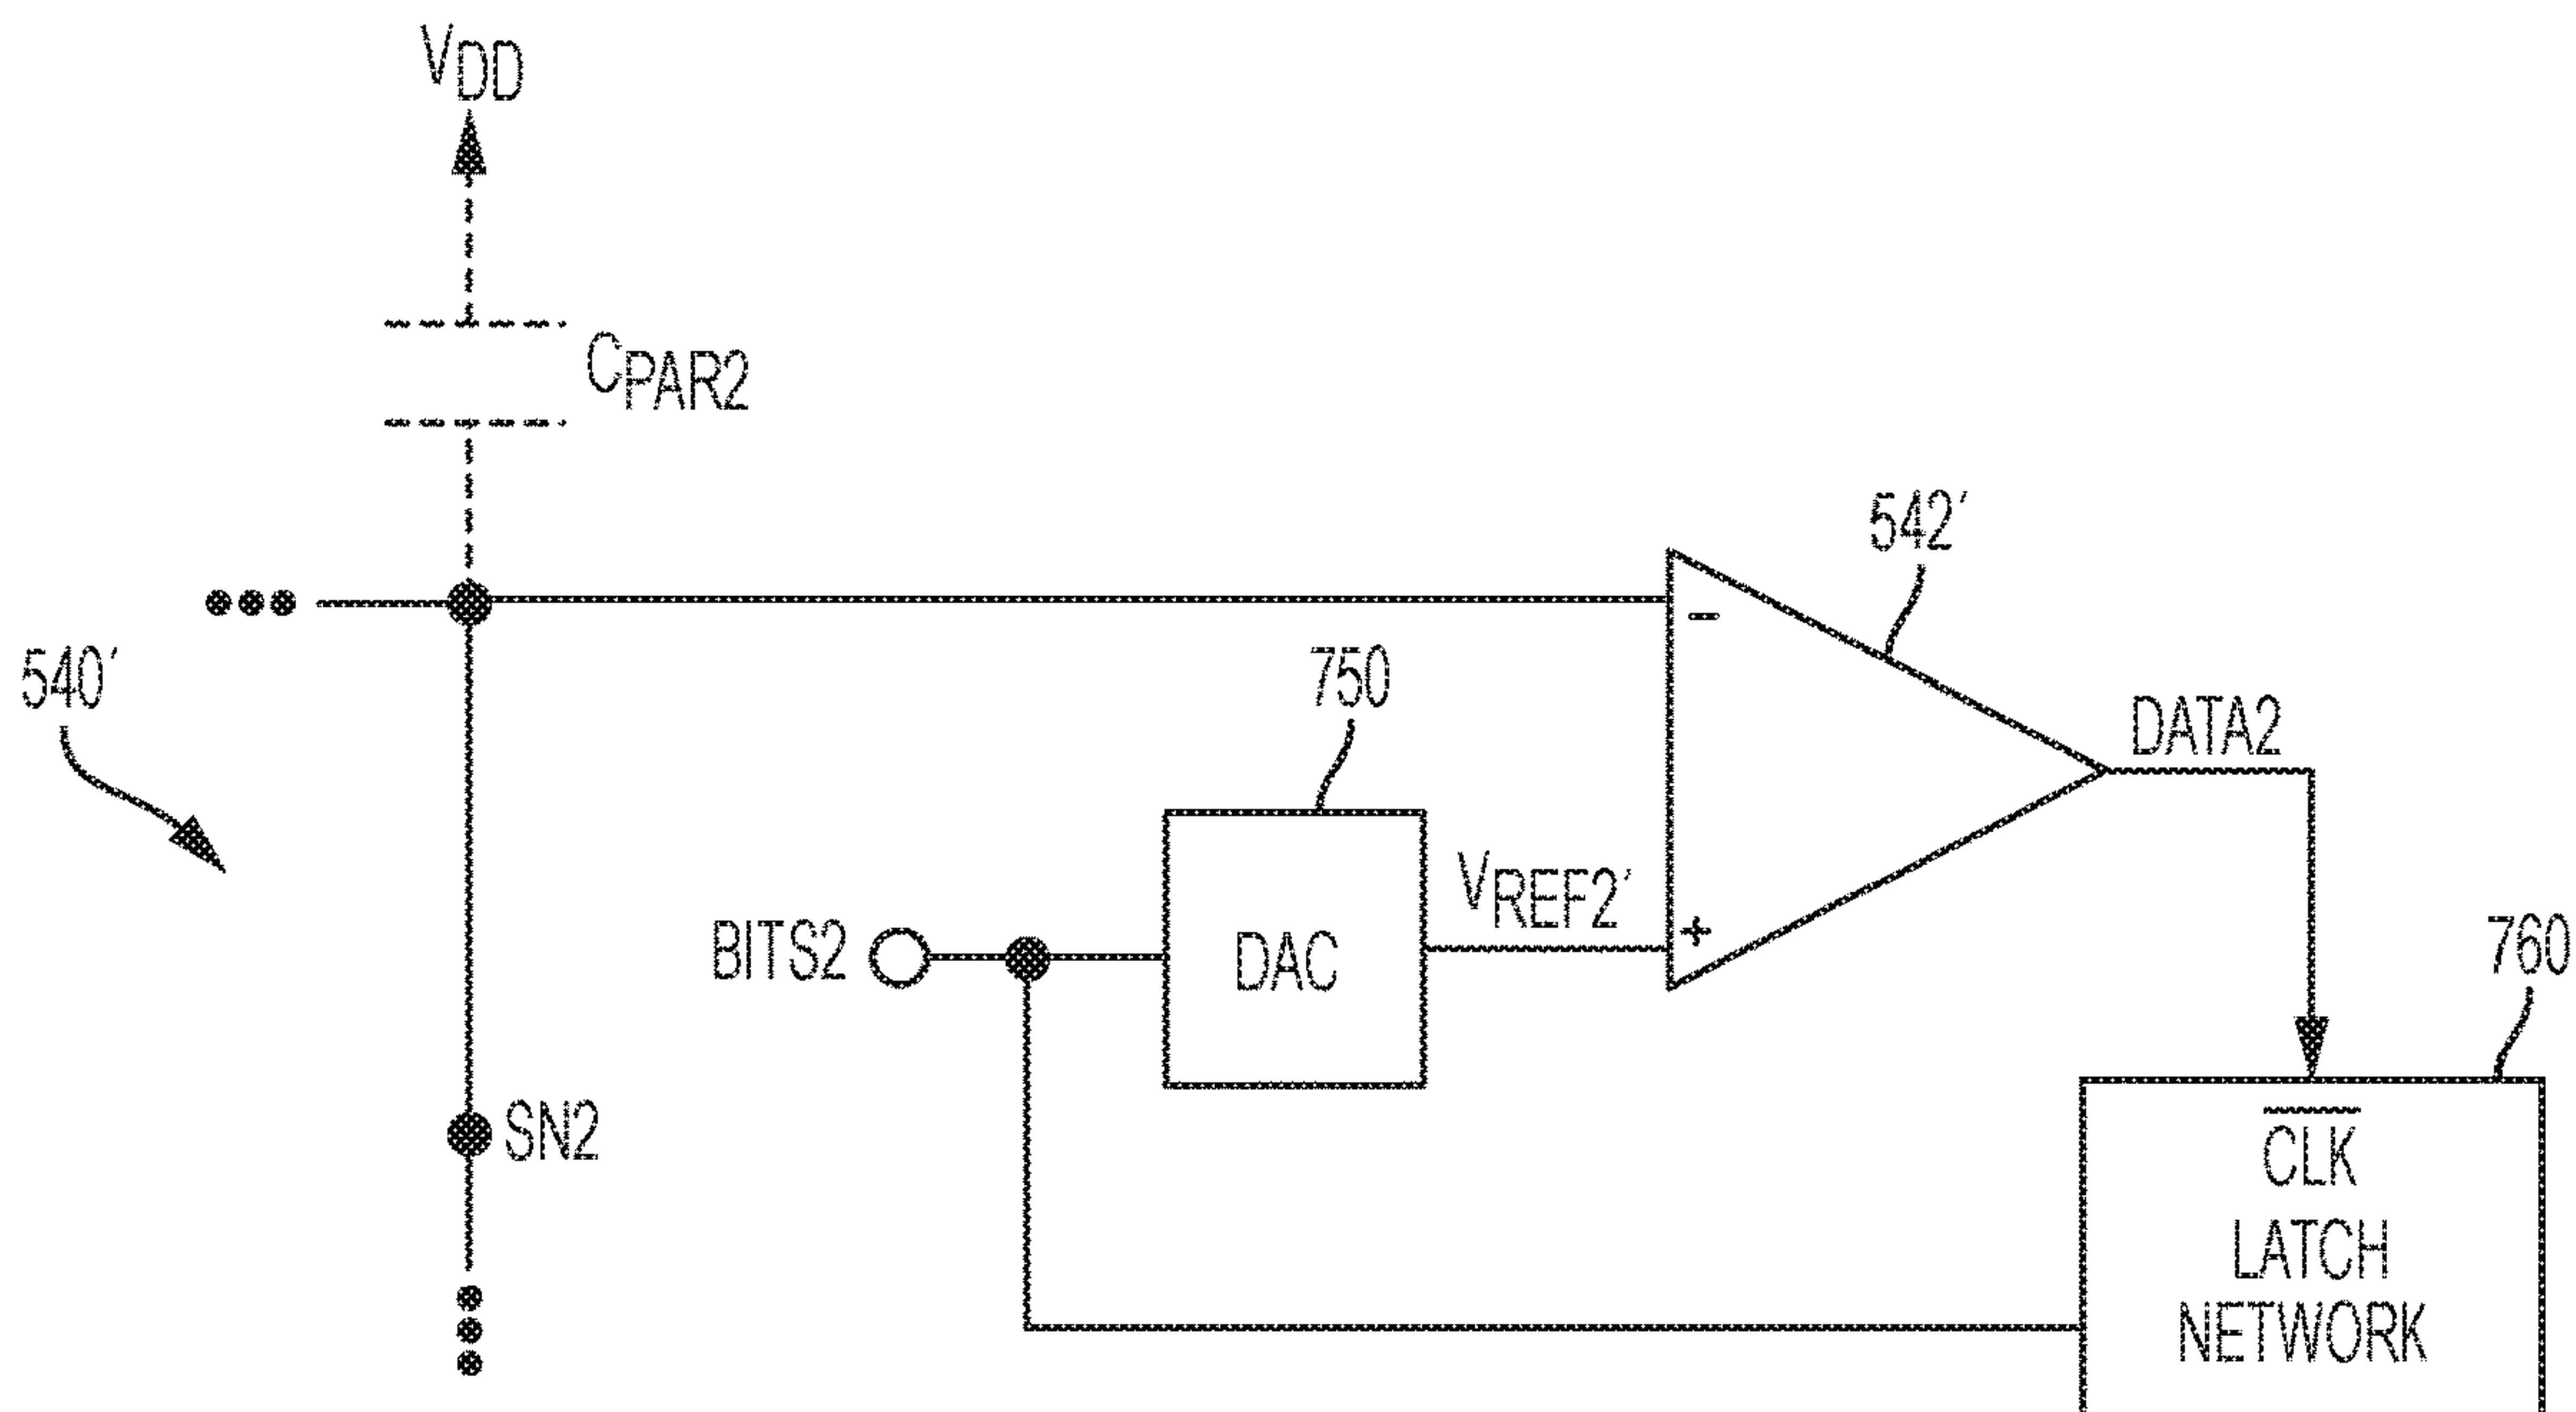 VDD
CPAR2
542′
540′
750
DATA2
VREF2′
760
BITS2
DAC
−
+
SN2
CLK
LATCH
NETWORK